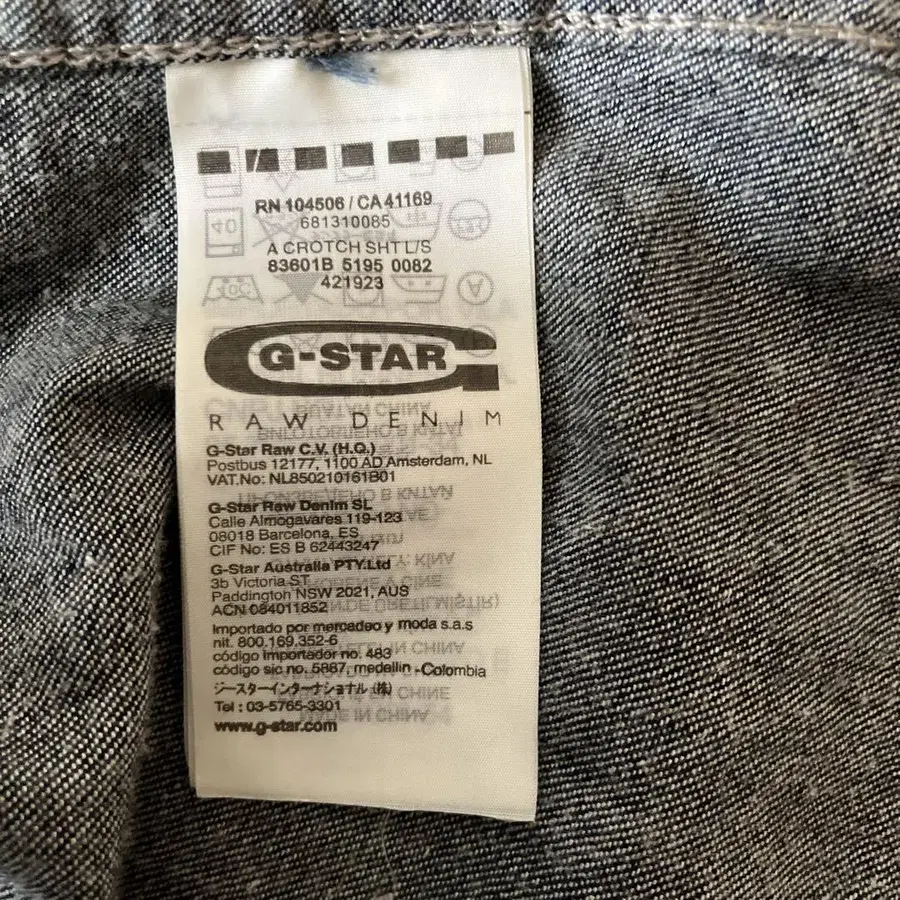 RN 104506 / CA 41169
681310085
A CROTCH SHT L/S
83601B 5195 0082
421923
G-STAR
RAW DENIM
G-Star Raw C.V. (H.Q.)
Postbus 12177, 1100 AD Amsterdam, NL
VAT.No: NL850210161B01
G-Star Raw Denim SL
Calle Almogavares 119-123
08018 Barcelona, ES
CIF No: ES B 62443247
G-Star Australia PTY.Ltd
3b Victoria ST
Paddington NSW 2021, AUS
ACN 084011852
Importado por mercadeo y moda s.a.s
nit. 800.169.352-6
código importador no. 483
código sic no. 5887, medellin -Colombia
ジースターインターナショナル (株)
Tel : 03-5765-3301
www.g-star.com